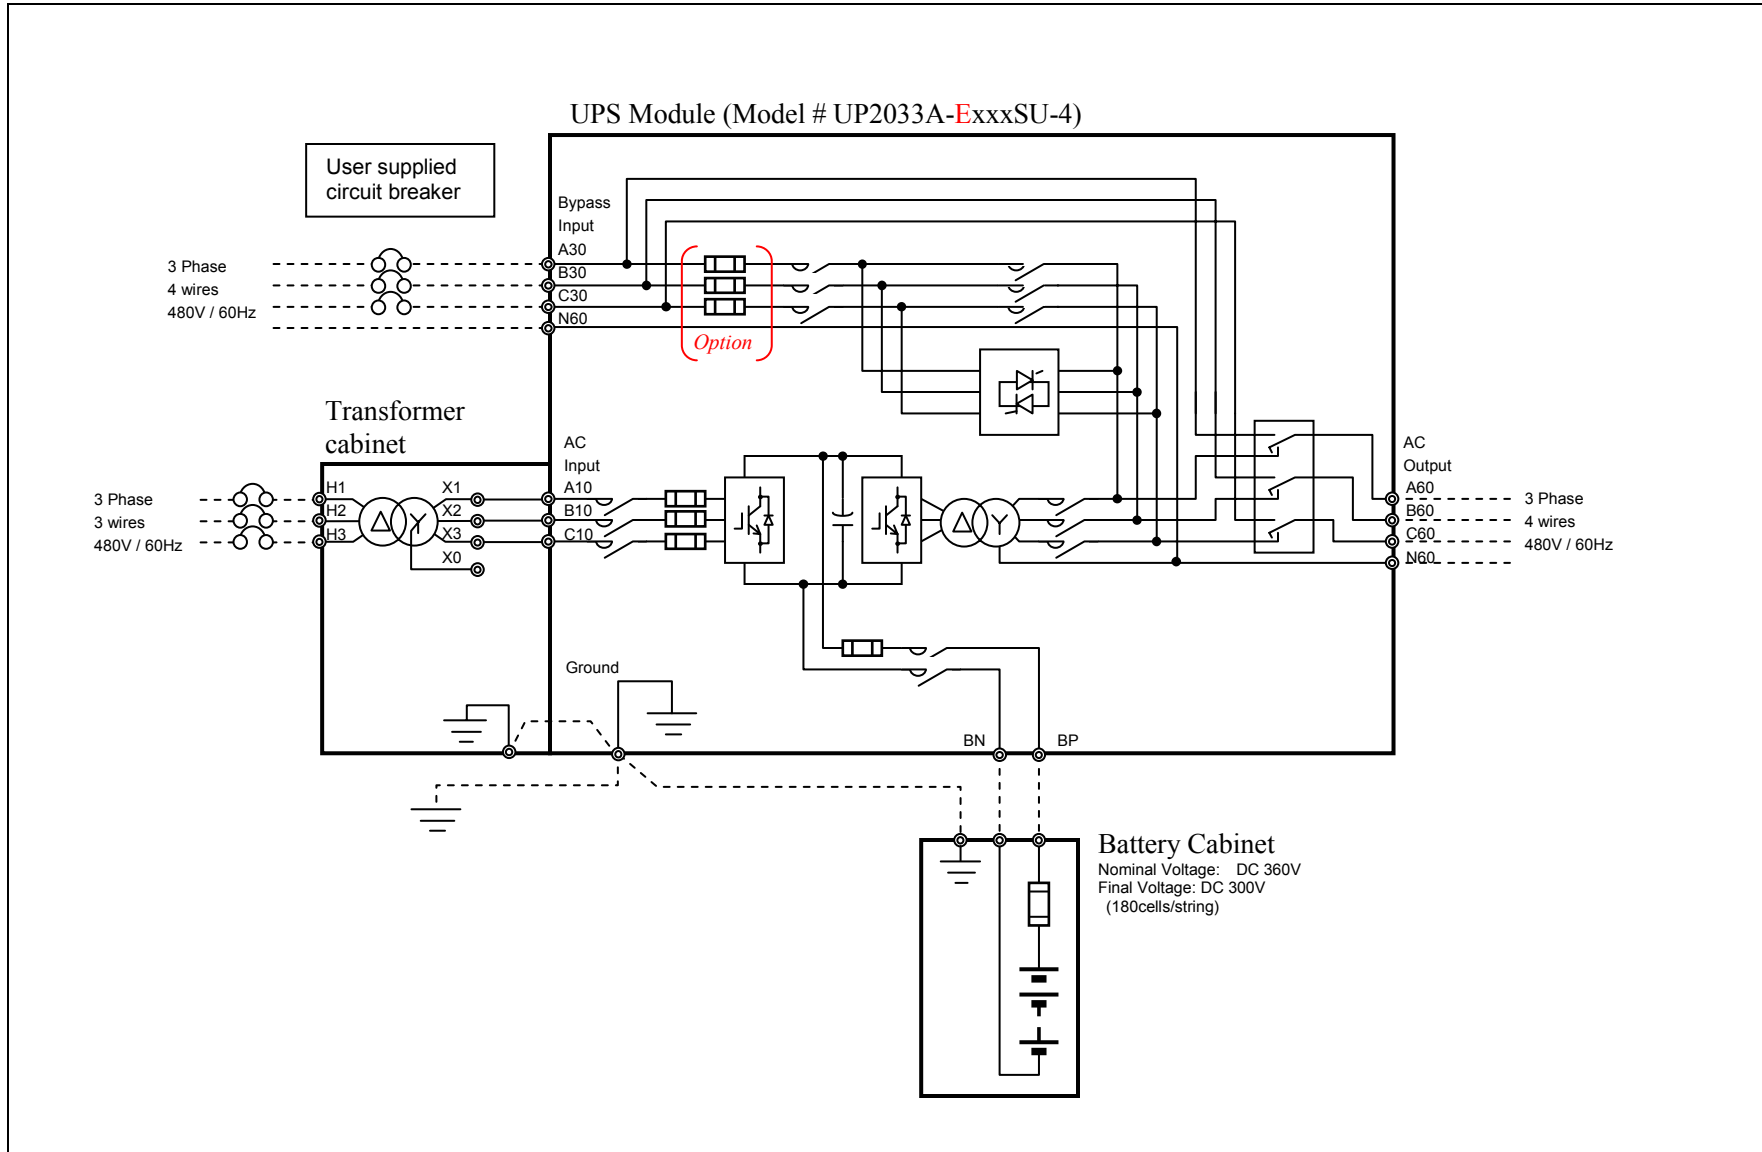 UPS Module (Model # UP2033A-ExxxSU-4)
User supplied
circuit breaker
Bypass
Input
A30
B30
C30
N60
3 Phase
4 wires
480V / 60Hz
Option
Transformer
cabinet
AC
Input
A10
B10
C10
H1
H2
H3
X1
X2
X3
X0
3 Phase
3 wires
480V / 60Hz
AC
Output
A60
B60
C60
N60
3 Phase
4 wires
480V / 60Hz
Ground
BN
BP
Battery Cabinet
Nominal Voltage: DC 360V
Final Voltage: DC 300V
(180cells/string)